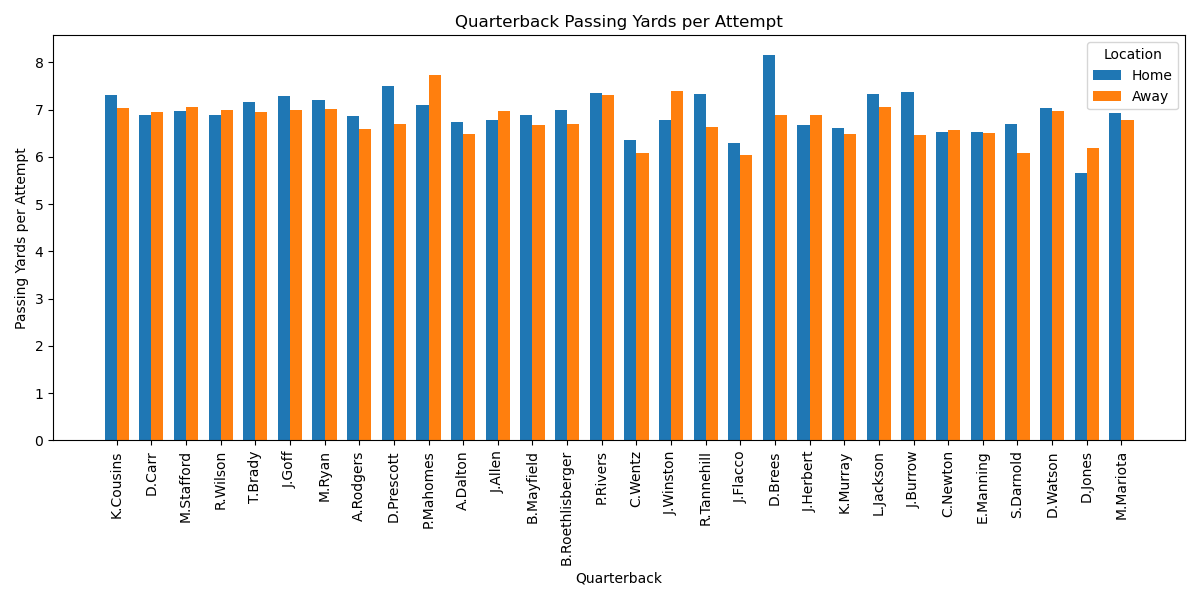 Quarterback Passing Yards per Attempt
Location
Home
Away
Passing Yards per Attempt
8
7
6
5
4
3
2
1
0
K.Cousins
D.Carr
M.Stafford
R.Wilson
T.Brady
J.Goff
M.Ryan
A.Rodgers
D.Prescott
P.Mahomes
A.Dalton
J.Allen
B.Mayfield
B.Roethlisberger
P.Rivers
C.Wentz
J.Winston
R.Tannehill
J.Flacco
D.Brees
J.Herbert
K.Murray
L.Jackson
J.Burrow
C.Newton
E.Manning
S.Darnold
D.Watson
D.Jones
M.Mariota
Quarterback